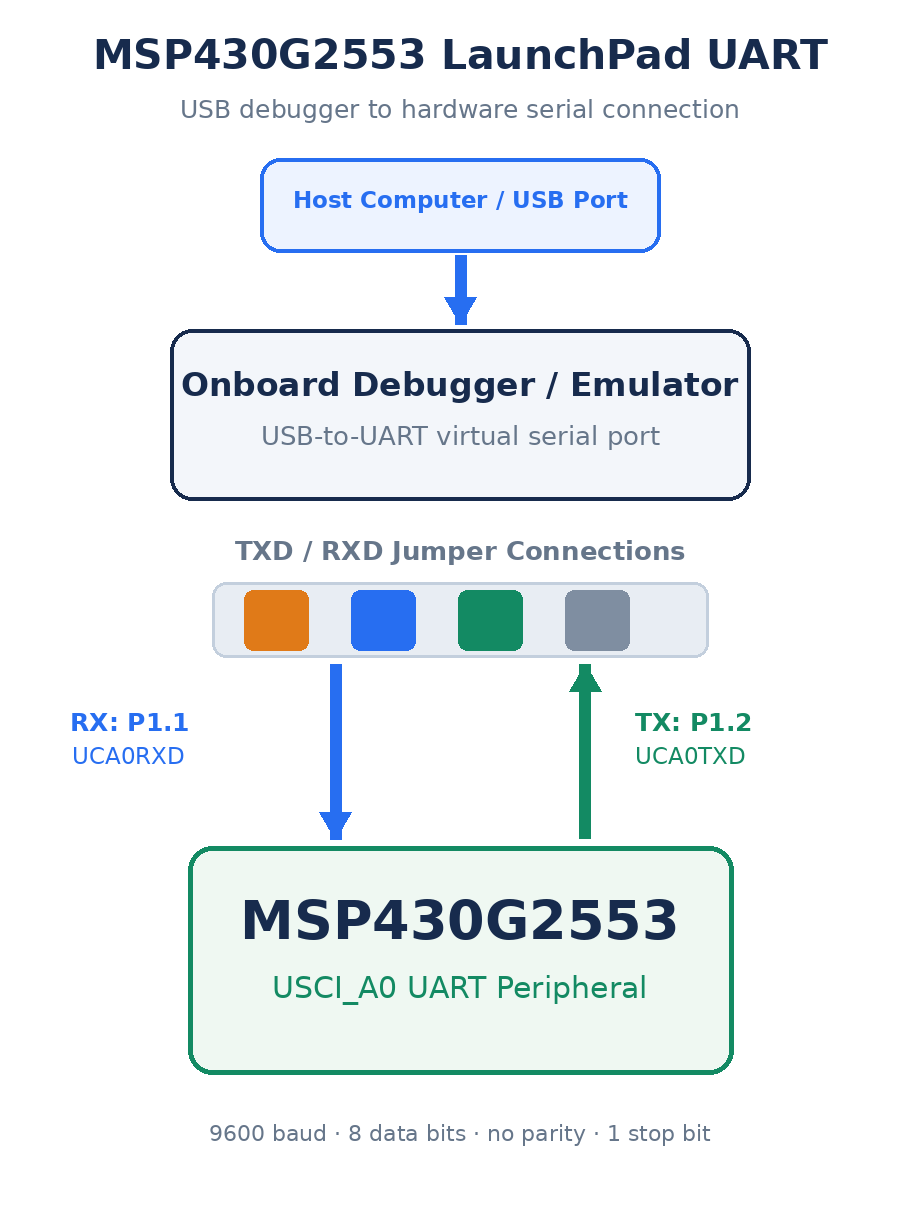 MSP430G2553 LaunchPad UART
USB debugger to hardware serial connection
Host Computer / USB Port
Onboard Debugger / Emulator
USB-to-UART virtual serial port
TXD / RXD Jumper Connections
RX: P1.1
UCA0RXD
TX: P1.2
UCA0TXD
MSP430G2553
USCI_A0 UART Peripheral
9600 baud · 8 data bits · no parity · 1 stop bit